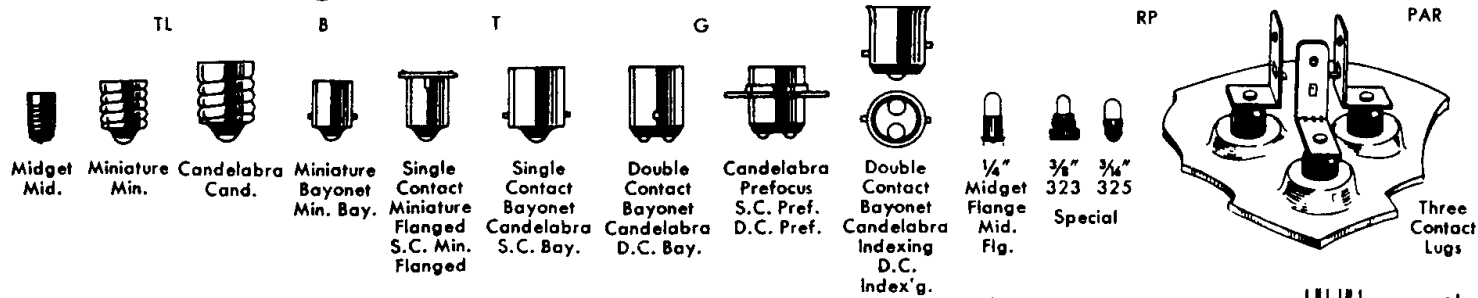 TL B T G RP PAR
Midget
Mid.
Miniature
Min.
Candelabra
Cand.
Miniature
Bayonet
Min. Bay.
Single
Contact
Miniature
Flanged
S.C. Min.
Flanged
Single
Contact
Bayonet
Candelabra
S.C. Bay.
Double
Contact
Bayonet
Candelabra
D.C. Bay.
Candelabra
Prefocus
S.C. Pref.
D.C. Pref.
Double
Contact
Bayonet
Candelabra
Indexing
D.C.
Index'g.
1/4"
Midget
Flange
Mid.
Flg.
3/8" 3/16"
323 325
Special
Three
Contact
Lugs